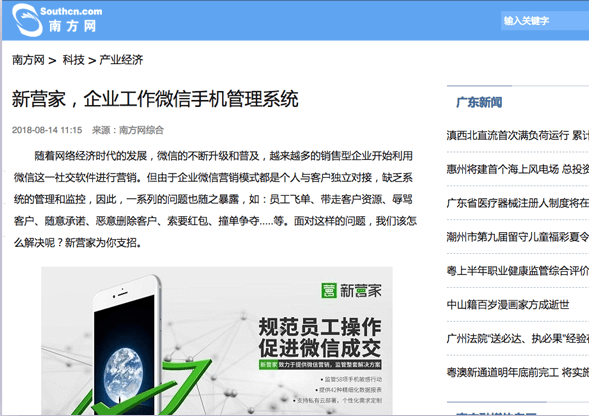 Southcn.com
南方网
输入关键字
南方网 > 科技 > 产业经济
新营家，企业工作微信手机管理系统
2018-08-14 11:15 来源：南方网综合
随着网络经济时代的发展，微信的不断升级和普及，越来越多的销售型企业开始利用
微信这一社交软件进行营销。但由于企业微信营销模式都是个人与客户独立对接，缺乏系
统的管理和监控，因此，一系列的问题也随之暴露，如：员工飞单、带走客户资源、辱骂
客户、随意承诺、恶意删除客户、索要红包、撞单争夺.....等。面对这样的问题，我们该怎
么解决呢？新营家为你支招。
营 新营家
规范员工操作
促进微信成交
新营家 致力于提供微信营销，监管整套解决方案
• 监管58项手机敏感行动
• 提供42种精细化数据报表
• 支持私有云部署，个性化需求定制
广东新闻
滇西北直流首次满负荷运行 累计
惠州将建首个海上风电场 总投资
广东省医疗器械注册人制度将在
潮州市第九届留守儿童福彩夏令
粤上半年职业健康监管综合评价
中山籍百岁漫画家方成逝世
广州法院"送必达、执必果"经验
粤澳新通道明年底前完工 将实施